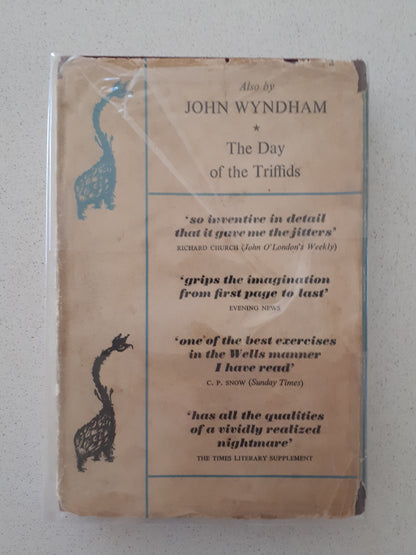 Also by
JOHN WYNDHAM
★
The Day
of the Triffids
‘so inventive in detail
that it gave me the jitters’
RICHARD CHURCH (John O'London's Weekly)
‘grips the imagination
from first page to last’
EVENING NEWS
‘one of the best exercises
in the Wells manner
I have read’
C. P. SNOW (Sunday Times)
‘has all the qualities
of a vividly realized
nightmare’
THE TIMES LITERARY SUPPLEMENT